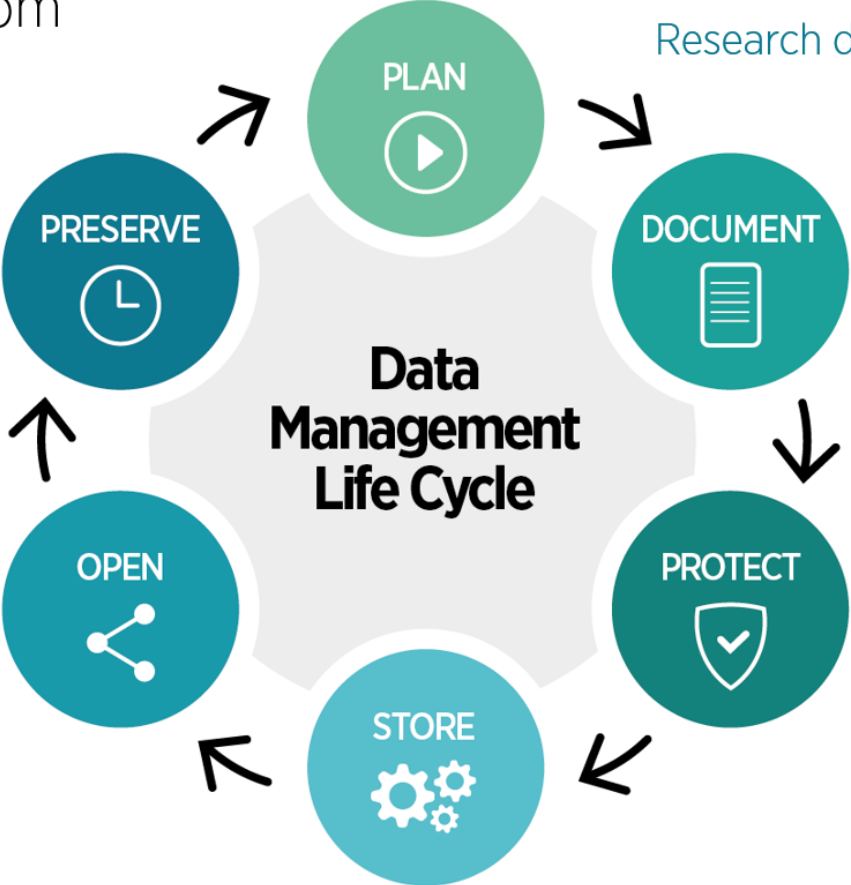 PLAN
DOCUMENT
PROTECT
STORE
OPEN
PRESERVE
Data
Management
Life Cycle
Research